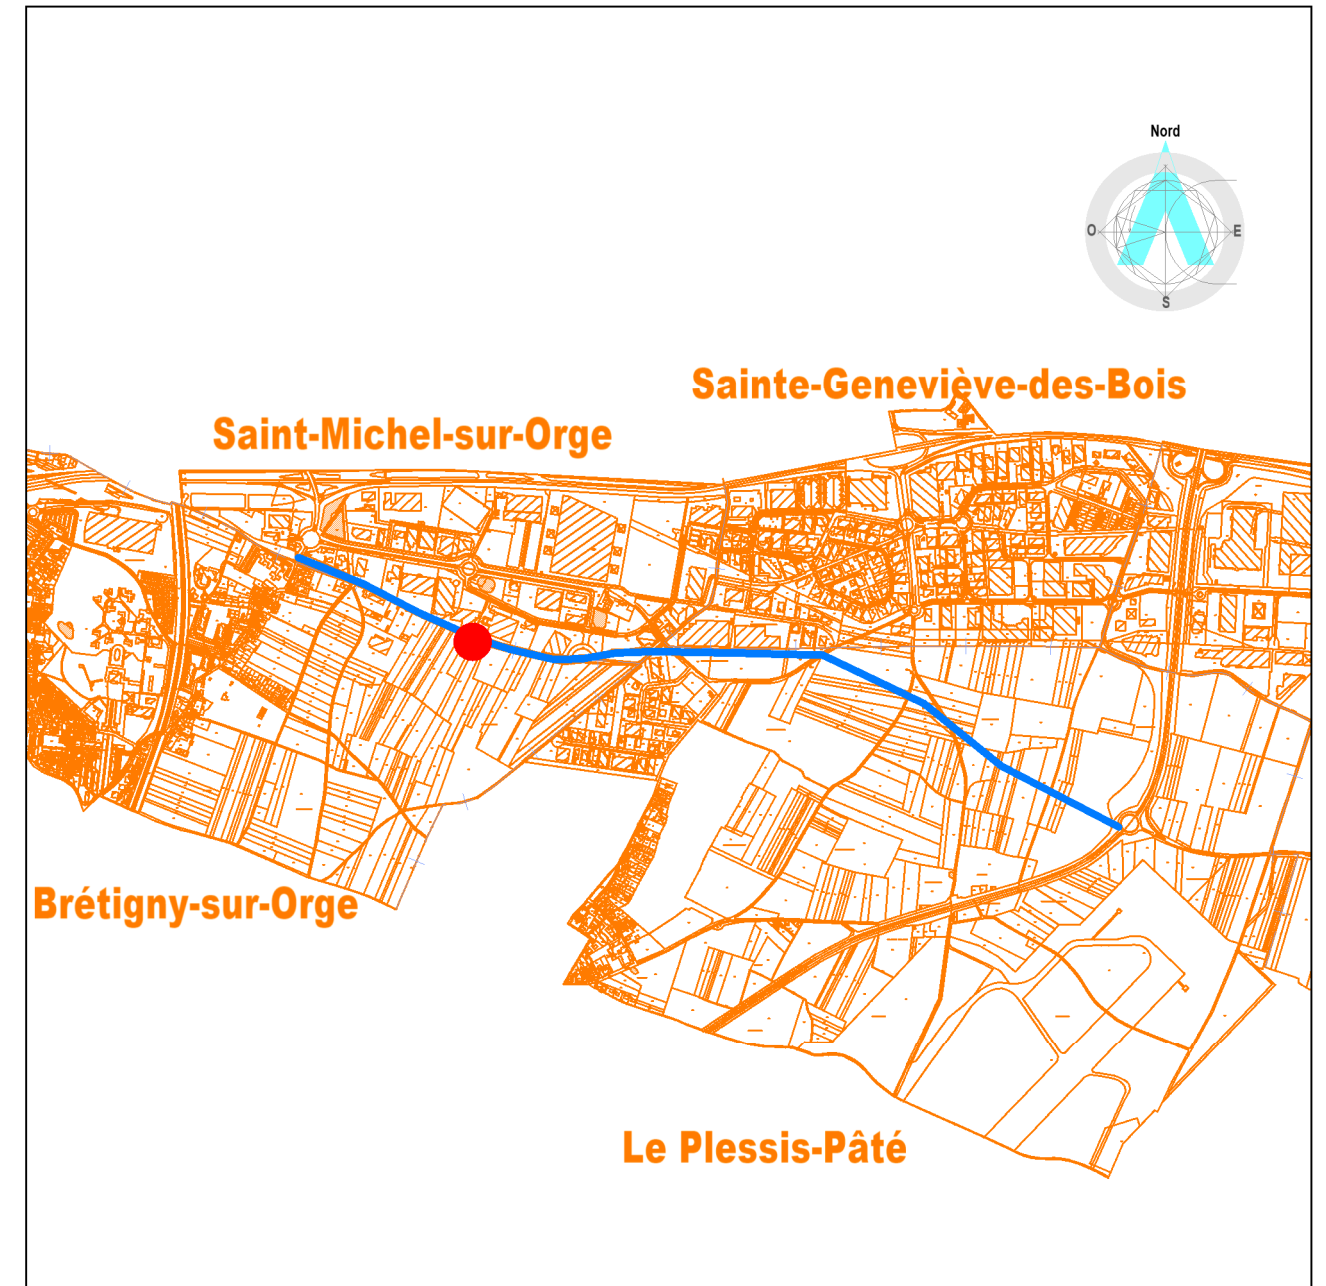 Nord
O
E
S
Sainte-Geneviève-des-Bois
Saint-Michel-sur-Orge
Brétigny-sur-Orge
Le Plessis-Pâté